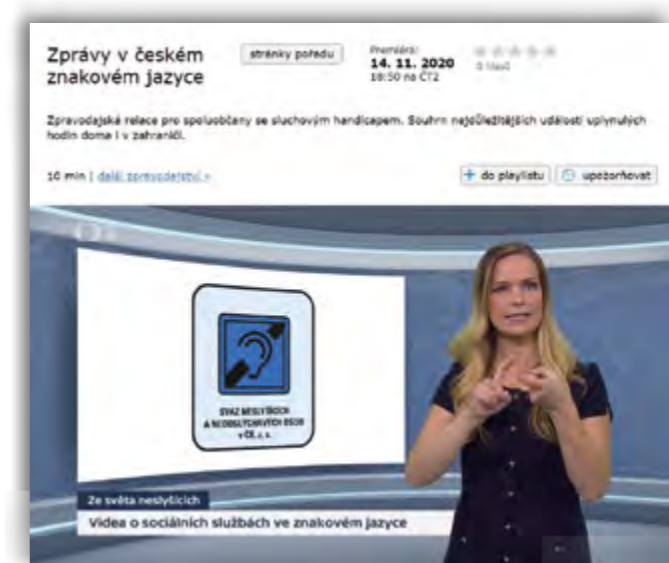 Zprávy v českém
znakovém jazyce
stránky pořadu
Premiéra:
14. 11. 2020
18:50 na ČT2
0 hlasů
Zpravodajská relace pro spoluobčany se sluchovým handicapem. Souhrn nejdůležitějších událostí uplynulých
hodin doma i v zahraničí.
10 min | další zpravodajství »
+ do playlistu
upozorňovat
SVAZ NESLYŠÍCÍCH
A NEDOSLÝCHAVÝCH OSOB
v ČR, z. s.
Ze světa neslyšících
Videa o sociálních službách ve znakovém jazyce